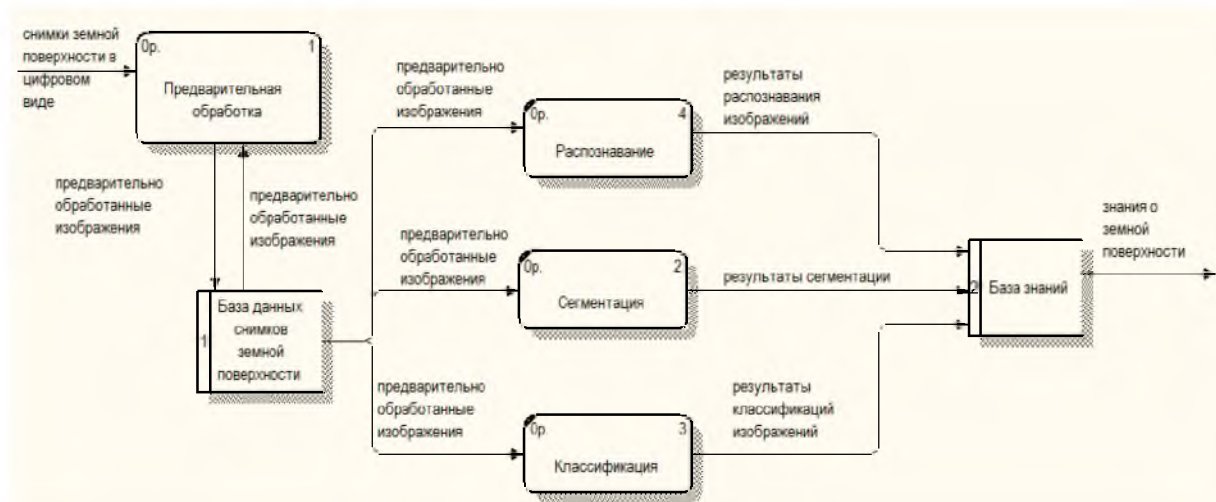 снимки земной
поверхности в
цифровом
виде
0р.
1
Предварительная
обработка
предварительно
обработанные
изображения
предварительно
обработанные
изображения
1
База данных
снимков
земной
поверхности
предварительно
обработанные
изображения
0р.
4
Распознавание
результаты
распознавания
изображений
предварительно
обработанные
изображения
0р.
2
Сегментация
результаты сегментации
предварительно
обработанные
изображения
0р.
3
Классификация
результаты
классификаций
изображений
2
База знаний
знания о
земной
поверхности